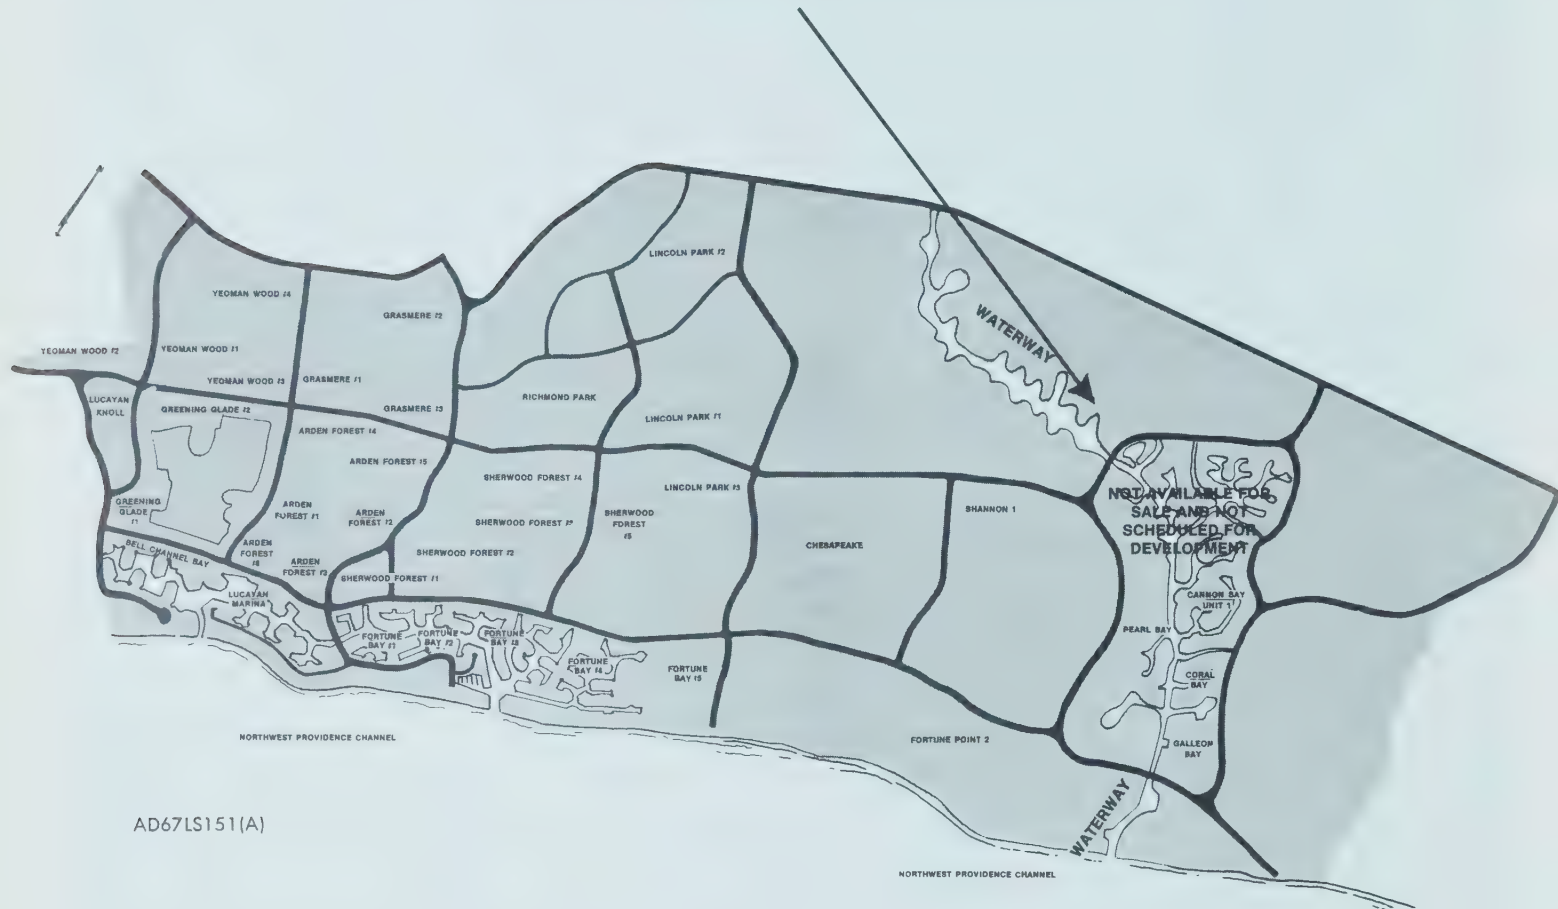 LINCOLN PARK #2
YEOMAN WOOD #4
GRASMERE #2
WATERWAY
YEOMAN WOOD #2
YEOMAN WOOD #1
YEOMAN WOOD #3
GRASMERE #1
LUCAYAN
KNOLL
GREENING GLADE #2
GRASMERE #3
RICHMOND PARK
LINCOLN PARK #1
ARDEN FOREST #4
ARDEN FOREST #5
SHERWOOD FOREST #4
LINCOLN PARK #3
NOT AVAILABLE FOR
SALE AND NOT
SCHEDULED FOR
DEVELOPMENT
GREENING
GLADE
#1
ARDEN
FOREST #1
ARDEN
FOREST #2
SHERWOOD FOREST #3
SHERWOOD
FOREST
#5
SHANNON 1
BELL CHANNEL BAY
ARDEN
FOREST
#6
ARDEN
FOREST #3
SHERWOOD FOREST #2
CHESAPEAKE
SHERWOOD FOREST #1
LUCAYAN
MARINA
CANNON BAY
UNIT 1
FORTUNE
BAY #1
FORTUNE
BAY #2
FORTUNE
BAY #3
PEARL BAY
FORTUNE
BAY #4
FORTUNE
BAY #5
CORAL
BAY
NORTHWEST PROVIDENCE CHANNEL
FORTUNE POINT 2
GALLEON
BAY
WATERWAY
AD67LS151(A)
NORTHWEST PROVIDENCE CHANNEL